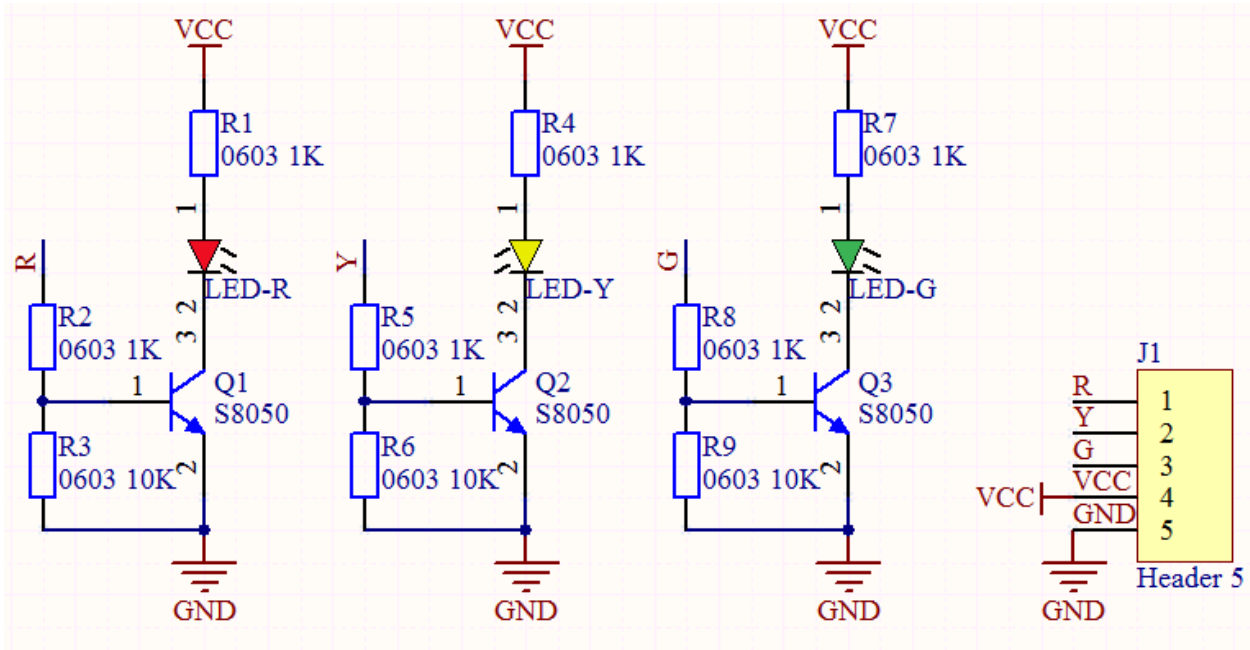 VCC
R1
0603 1K
1
LED-R
2
R
R2
0603 1K
3
1
Q1
S8050
R3
0603 10K
2
GND
VCC
R4
0603 1K
1
LED-Y
2
Y
R5
0603 1K
3
1
Q2
S8050
R6
0603 10K
2
GND
VCC
R7
0603 1K
1
LED-G
2
G
R8
0603 1K
3
1
Q3
S8050
R9
0603 10K
2
GND
J1
R 1
Y 2
G 3
VCC VCC 4
GND 5
Header 5
GND